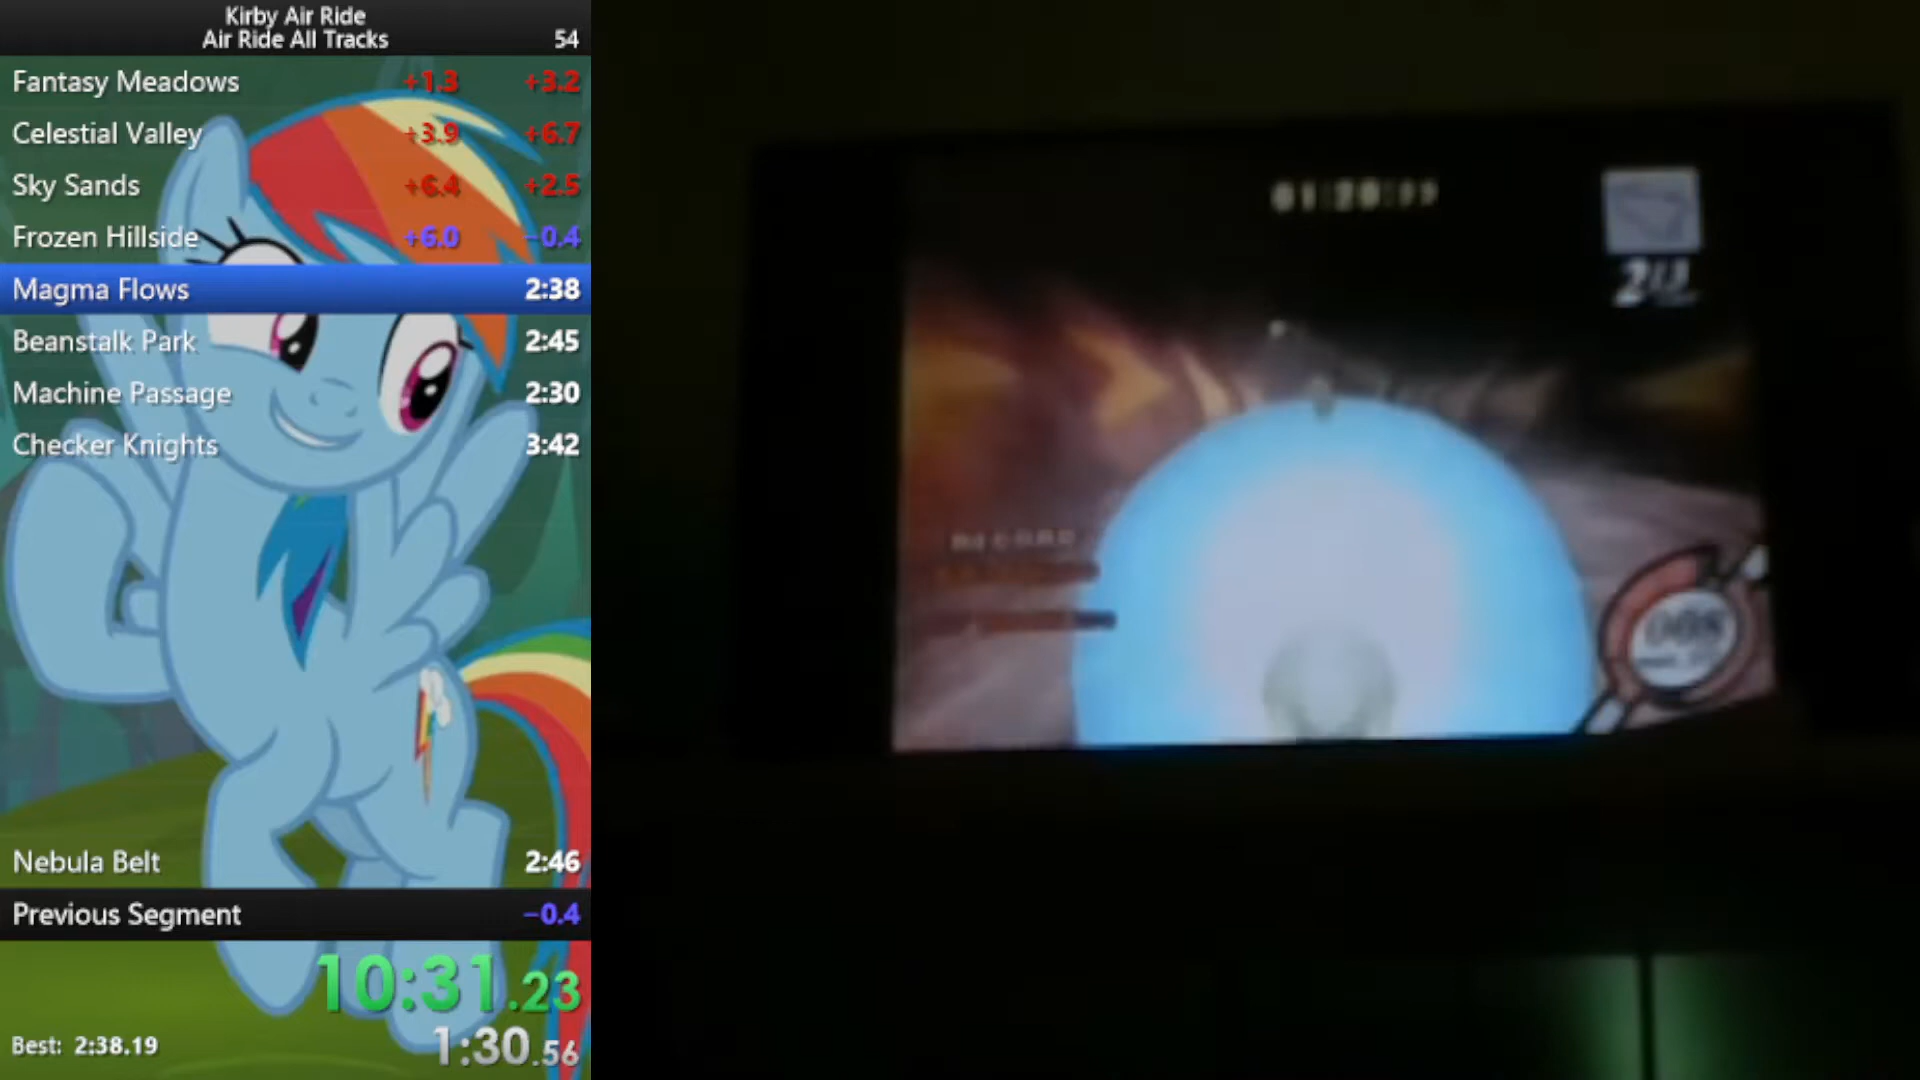 Kirby Air Ride
Air Ride All Tracks 54
Fantasy Meadows +1.3 +3.2
Celestial Valley +3.9 +6.7
Sky Sands +6.4 +2.5
Frozen Hillside +6.0 −0.4
Magma Flows 2:38
Beanstalk Park 2:45
Machine Passage 2:30
Checker Knights 3:42
Nebula Belt 2:46
Previous Segment −0.4
10:31.23
Best: 2:38.19 1:30.56
2/3
RECORD